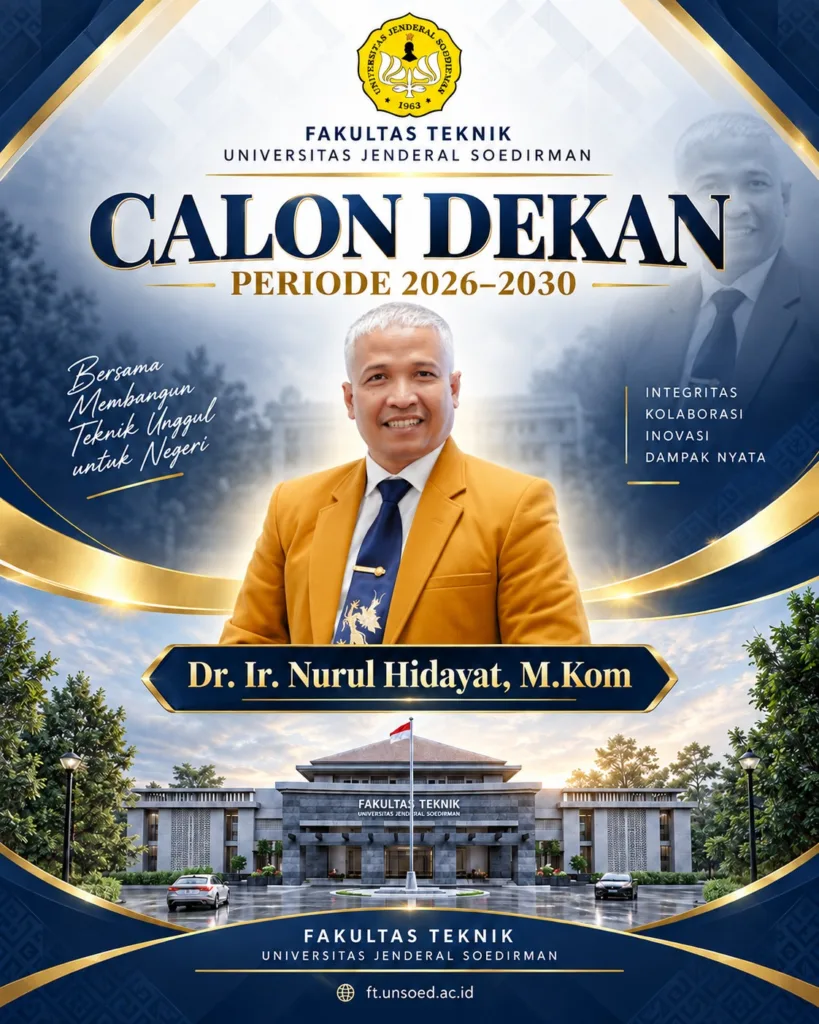 UNIVERSITAS JENDERAL SOEDIRMAN
1963
FAKULTAS TEKNIK
UNIVERSITAS JENDERAL SOEDIRMAN
CALON DEKAN
PERIODE 2026–2030
Bersama
Membangun
Teknik Unggul
untuk Negeri
INTEGRITAS
KOLABORASI
INOVASI
DAMPAK NYATA
Dr. Ir. Nurul Hidayat, M.Kom
FAKULTAS TEKNIK
UNIVERSITAS JENDERAL SOEDIRMAN
FAKULTAS TEKNIK
UNIVERSITAS JENDERAL SOEDIRMAN
ft.unsoed.ac.id